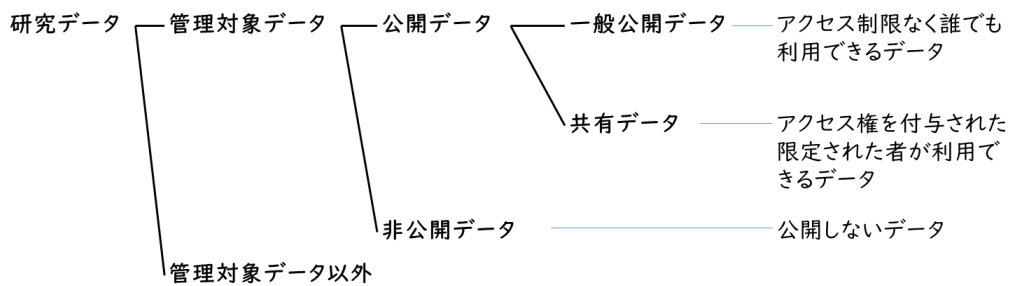 研究データ
管理対象データ
公開データ
一般公開データ
アクセス制限なく誰でも
利用できるデータ
共有データ
アクセス権を付与された
限定された者が利用で
きるデータ
非公開データ
公開しないデータ
管理対象データ以外